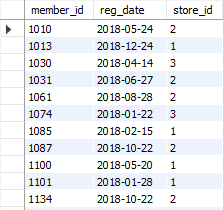 member_id reg_date store_id
1010 2018-05-24 2
1013 2018-12-24 1
1030 2018-04-14 3
1031 2018-06-27 2
1061 2018-08-28 2
1074 2018-01-22 3
1085 2018-02-15 1
1087 2018-10-22 2
1100 2018-05-20 1
1101 2018-01-28 1
1134 2018-10-22 2